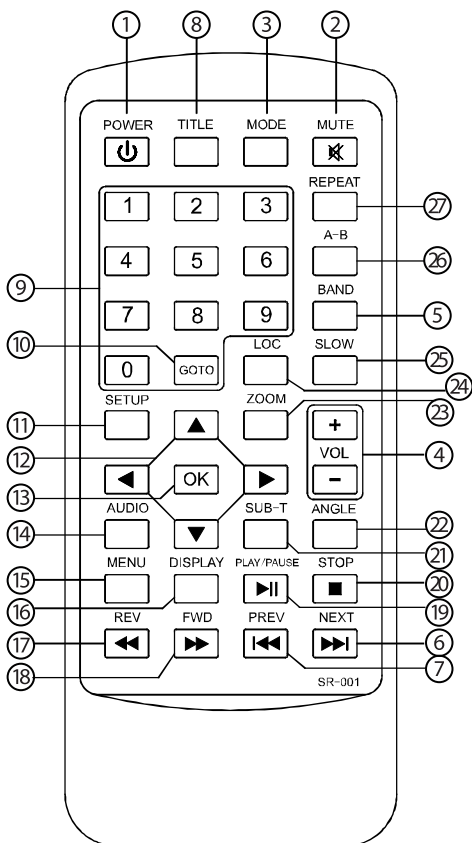 1 8 3 2
POWER TITLE MODE MUTE
REPEAT
1 2 3
27
A-B
4 5 6
26
9
BAND
7 8 9
5
10
LOC SLOW
0 GOTO
25
24
SETUP ZOOM
23
11
+
12
VOL
4
13
OK
−
AUDIO SUB-T ANGLE
14
22
21
MENU DISPLAY PLAY/PAUSE STOP
15
20
16
19
REV FWD PREV NEXT
17
6
18
7
SR-001